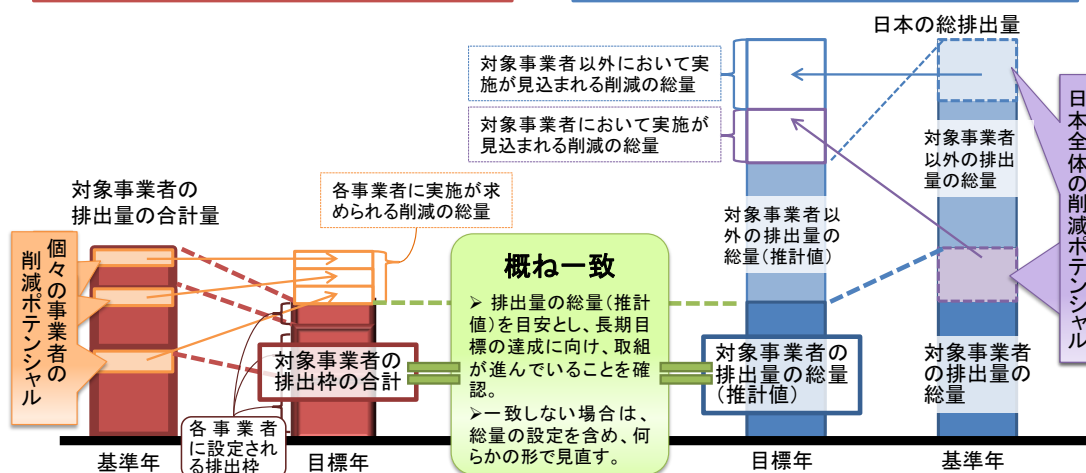 日本の総排出量
対象事業者以外において実
施が見込まれる削減の総量
対象事業者において実施が
見込まれる削減の総量
日本全体の削減ポテンシャル
対象事業者
以外の排出
量の総量
対象事業者の
排出量の合計量
各事業者に実施が求
められる削減の総量
個々の事業者の
削減ポテンシャル
対象事業者以
外の排出量の
総量(推計値)
概ね一致
➢ 排出量の総量(推計
値)を目安とし、長期目
標の達成に向け、取組
が進んでいることを確
認。
➢一致しない場合は、
総量の設定を含め、何
らかの形で見直す。
対象事業者の
排出枠の合計
対象事業者の
排出量の総量
(推計値)
対象事業者
の排出量の
総量
各事業者
に設定され
る排出枠
基準年
目標年
目標年
基準年